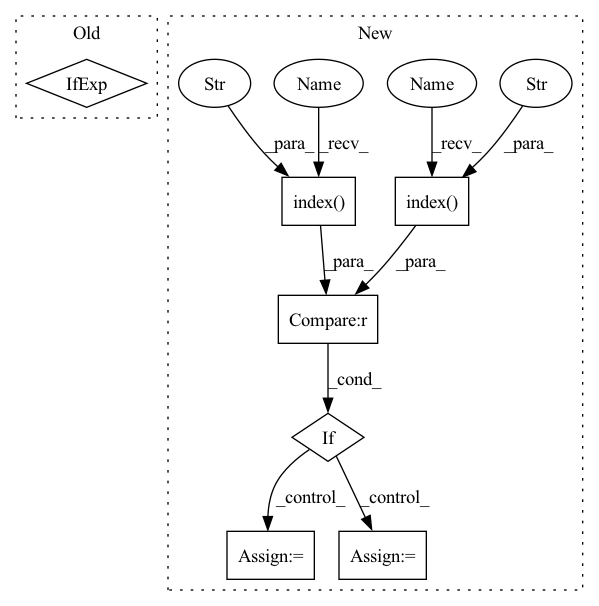 Old
New
IfExp
Str
Name
Name
Str
_para_
_recv_
_recv_
_para_
index()
index()
_para_
_para_
Compare:r
_cond_
If
_control_
_control_
Assign:=
Assign:=